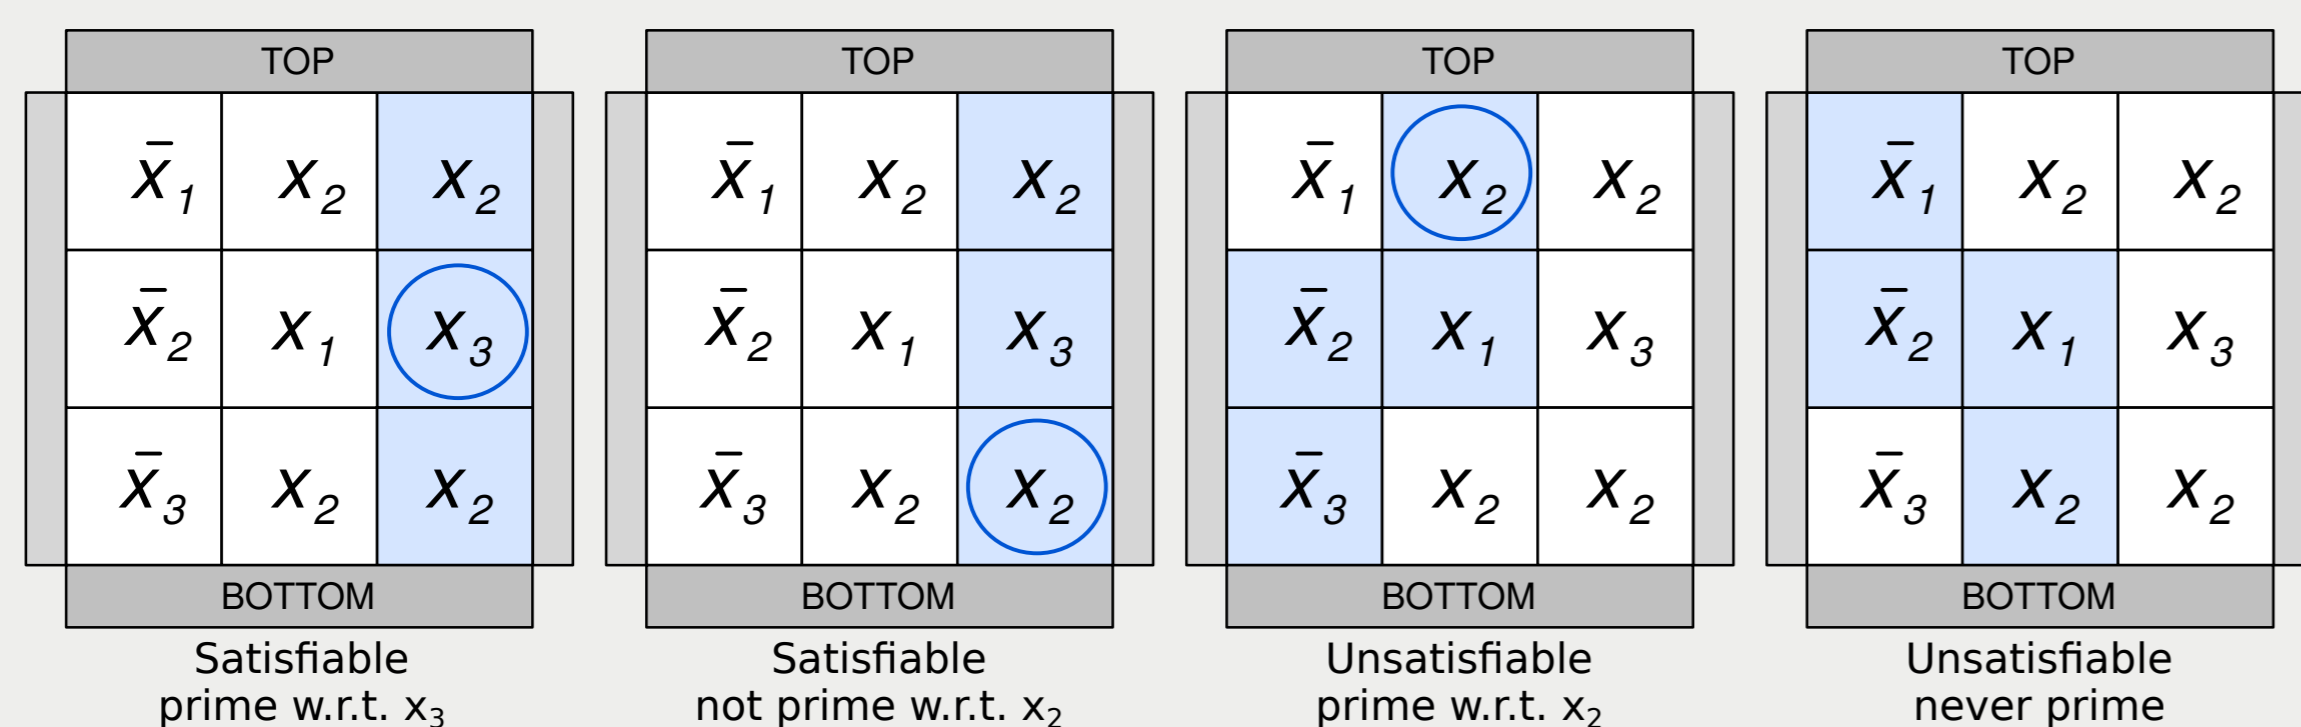 TOP TOP TOP TOP
x̄₁ x₂ x₂ x̄₁ x₂ x₂ x̄₁ x₂ x₂ x̄₁ x₂ x₂
x̄₂ x₁ x₃ x̄₂ x₁ x₃ x̄₂ x₁ x₃ x̄₂ x₁ x₃
x̄₃ x₂ x₂ x̄₃ x₂ x₂ x̄₃ x₂ x₂ x̄₃ x₂ x₂
BOTTOM BOTTOM BOTTOM BOTTOM
Satisfiable Satisfiable Unsatisfiable Unsatisfiable
prime w.r.t. x₃ not prime w.r.t. x₂ prime w.r.t. x₂ never prime